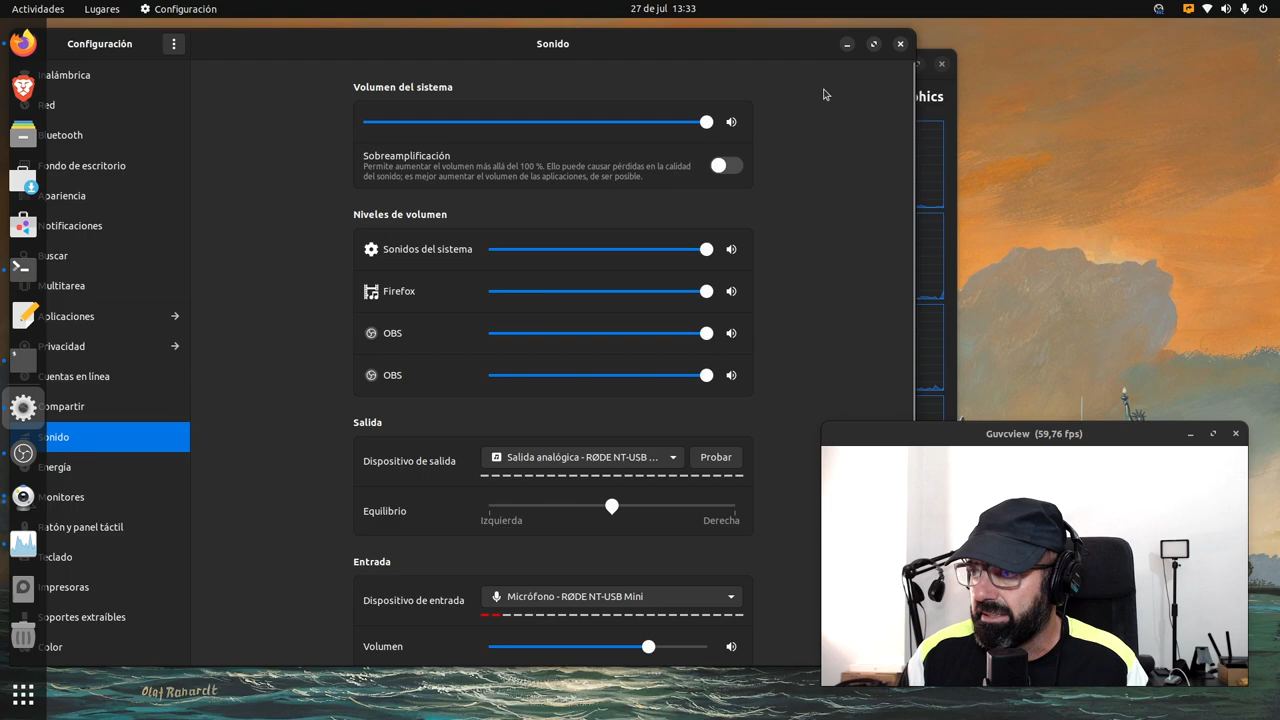 Actividades
Lugares
Configuración
27 de jul 13:33
Configuración
Sonido
Inalámbrica
Red
Bluetooth
Fondo de escritorio
Apariencia
Notificaciones
Buscar
Multitarea
Aplicaciones
Privacidad
Cuentas en línea
Compartir
Sonido
Energía
Monitores
Ratón y panel táctil
Teclado
Impresoras
Soportes extraíbles
Color
Volumen del sistema
Sobreamplificación
Permite aumentar el volumen más allá del 100 %. Ello puede causar pérdidas en la calidad
del sonido; es mejor aumentar el volumen de las aplicaciones, de ser posible.
Niveles de volumen
Sonidos del sistema
Firefox
OBS
OBS
Salida
Dispositivo de salida
Salida analógica - RØDE NT-USB ...
Probar
Equilibrio
Izquierda
Derecha
Entrada
Dispositivo de entrada
Micrófono - RØDE NT-USB Mini
Volumen
hics
Guvcview (59,76 fps)
Olaf Rahardt